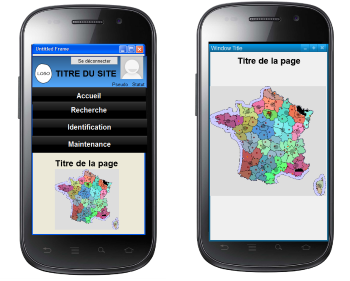 Untitled Frame
Se déconnecter
LOGO
TITRE DU SITE
Pseudo Statut
Accueil
Recherche
Identification
Maintenance
Titre de la page
Window Title
Titre de la page